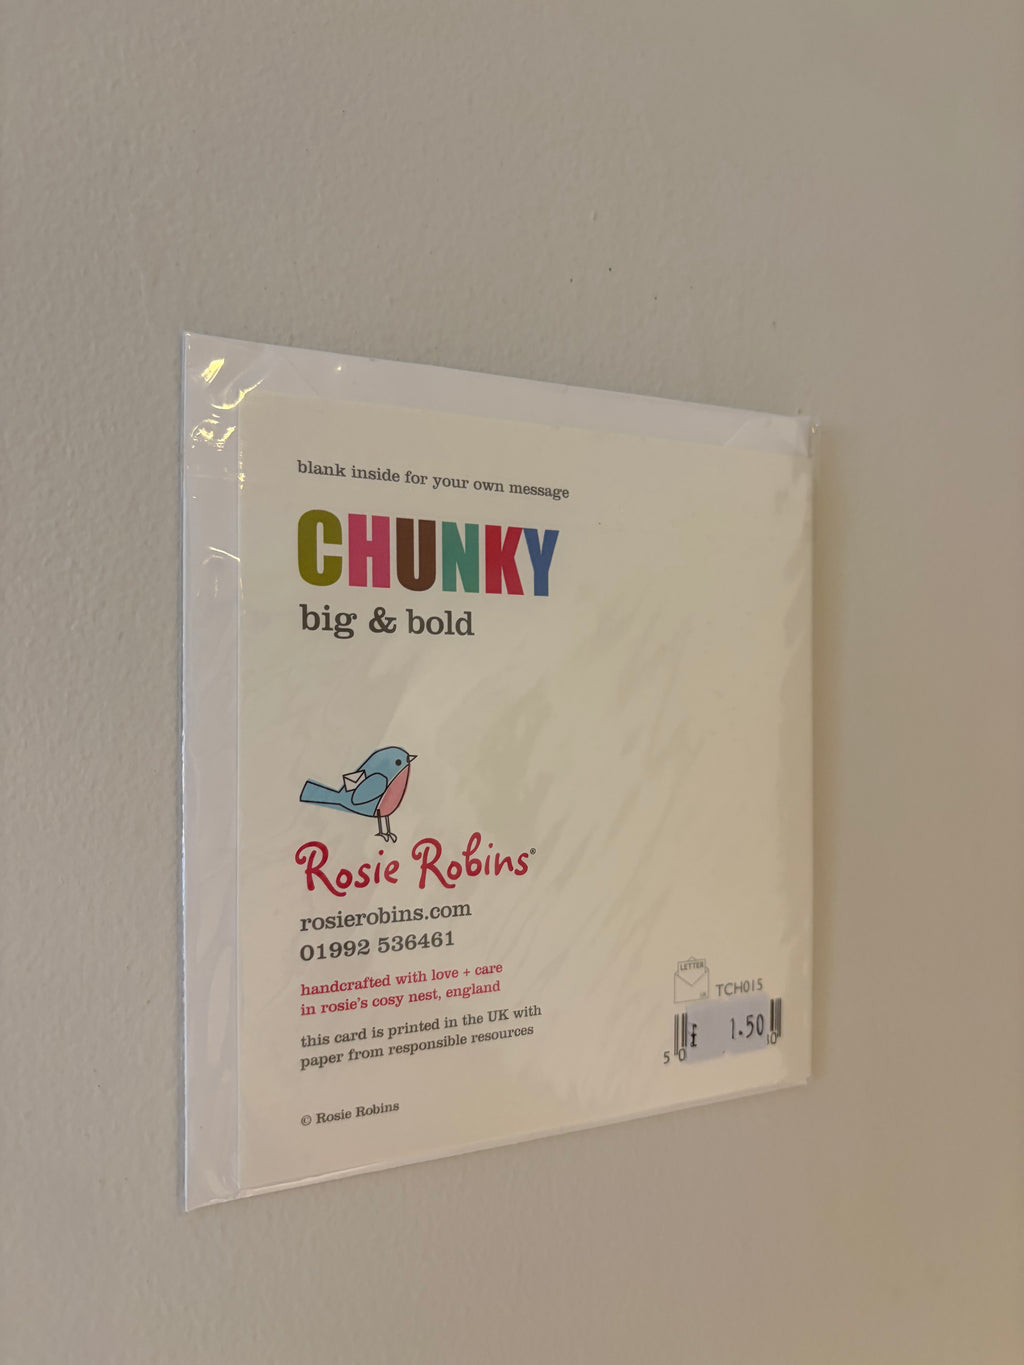 blank inside for your own message
CHUNKY
big & bold
Rosie Robins®
rosierobins.com
01992 536461
handcrafted with love + care
in rosie's cosy nest, england
this card is printed in the UK with
paper from responsible resources
© Rosie Robins
LETTER
TCH015
£ 1.50
5 0